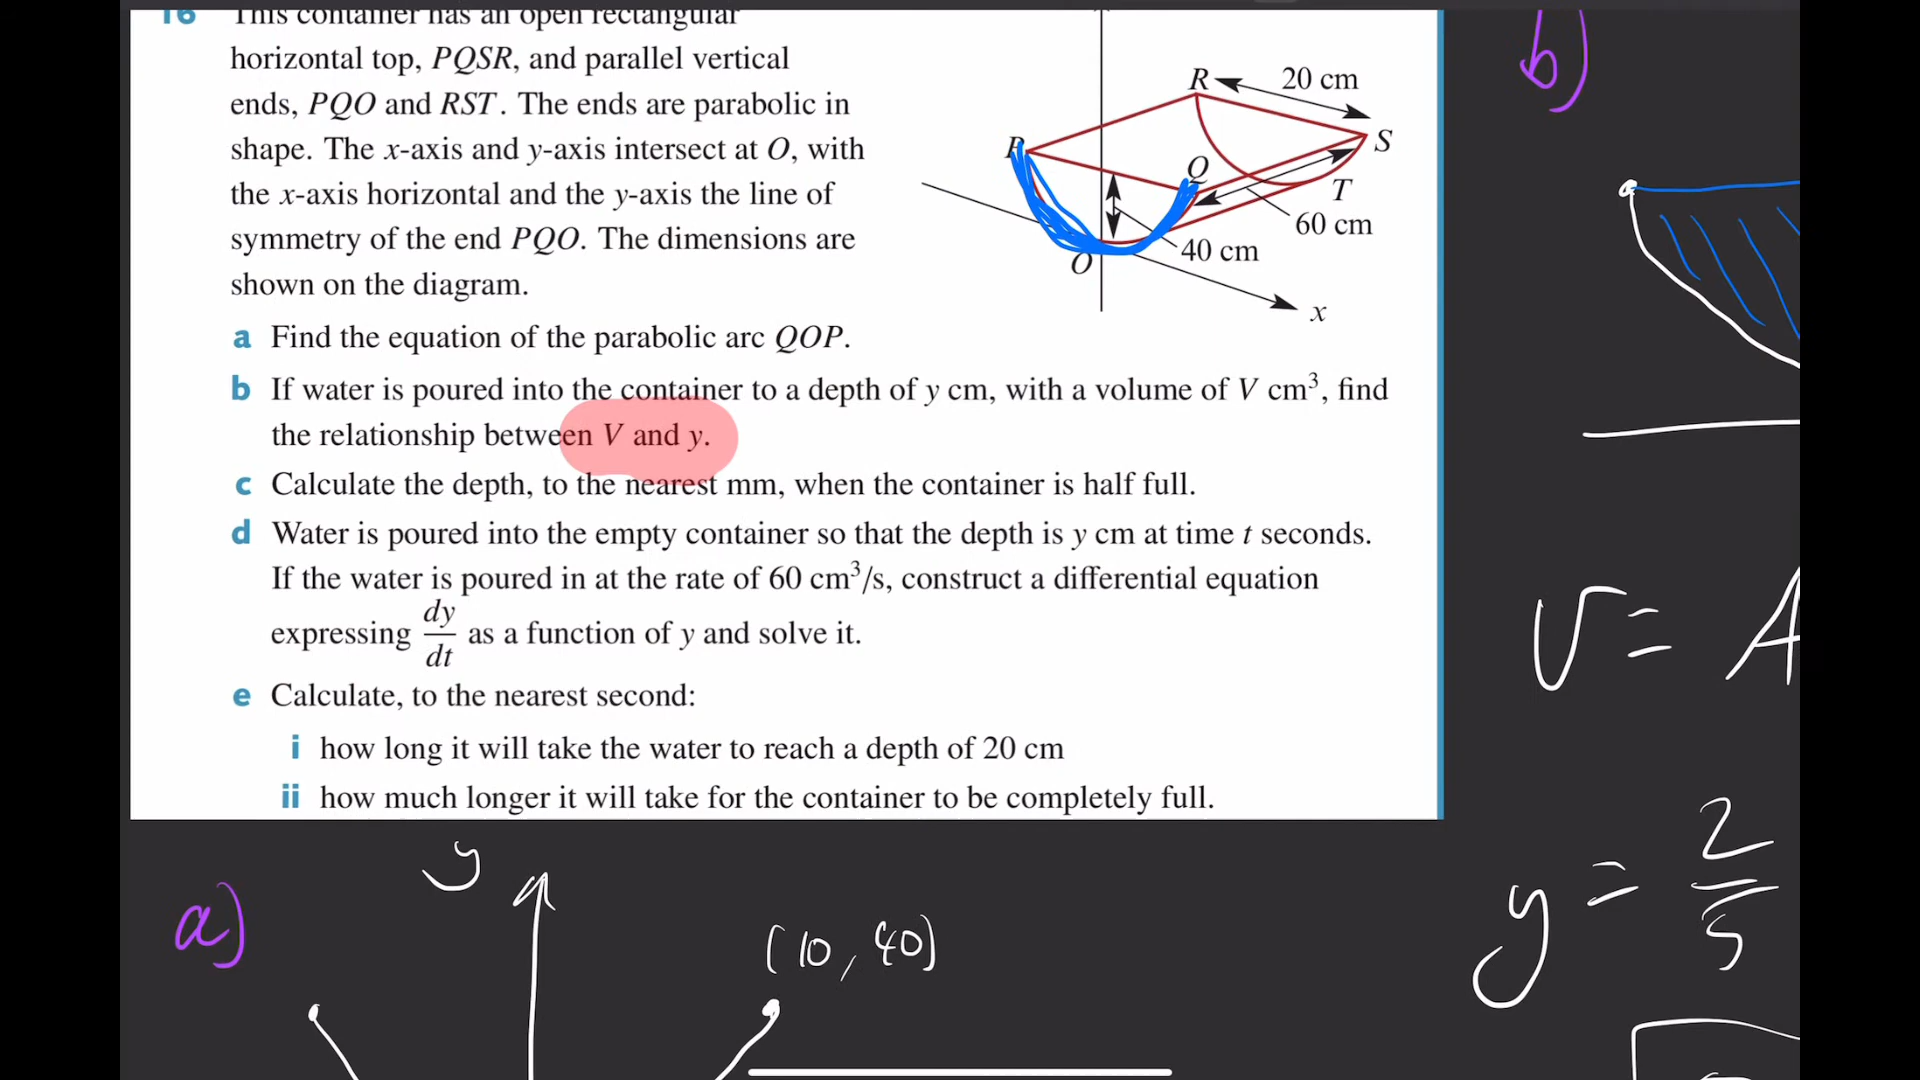 16 This container has an open rectangular
horizontal top, PQSR, and parallel vertical
ends, PQO and RST. The ends are parabolic in
shape. The x-axis and y-axis intersect at O, with
the x-axis horizontal and the y-axis the line of
symmetry of the end PQO. The dimensions are
shown on the diagram.
R
20 cm
P
Q
S
T
60 cm
40 cm
O
x
a Find the equation of the parabolic arc QOP.
b If water is poured into the container to a depth of y cm, with a volume of V cm³, find
the relationship between V and y.
c Calculate the depth, to the nearest mm, when the container is half full.
d Water is poured into the empty container so that the depth is y cm at time t seconds.
If the water is poured in at the rate of 60 cm³/s, construct a differential equation
expressing dy/dt as a function of y and solve it.
e Calculate, to the nearest second:
i how long it will take the water to reach a depth of 20 cm
ii how much longer it will take for the container to be completely full.
a)
y
(10, 40)
b)
V = A
y = 2/5